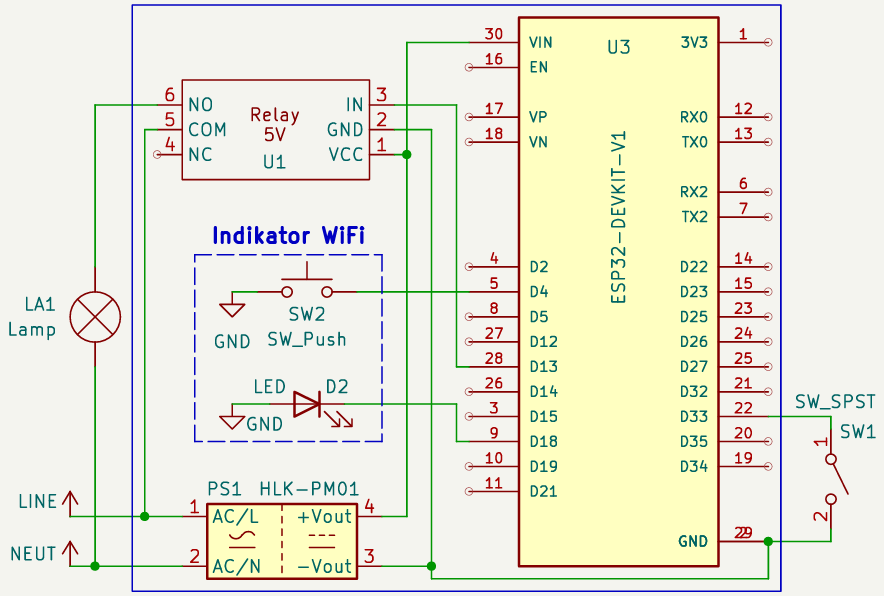 30 VIN U3 3V3 1
16 EN
6 NO IN 3
Relay
5V
5 COM GND 2
U1
4 NC VCC 1
17 VP RX0 12
18 VN TX0 13
ESP32-DEVKIT-V1
RX2 6
TX2 7
Indikator WiFi
4 D2 D22 14
5 D4 D23 15
SW2
SW_Push
GND
8 D5 D25 23
LA1
Lamp
27 D12 D26 24
28 D13 D27 25
26 D14 D32 21
LED D2
GND
3 D15 D33 22
SW_SPST
SW1
1
2
9 D18 D35 20
10 D19 D34 19
11 D21
PS1 HLK-PM01
LINE 1 AC/L +Vout 4
NEUT 2 AC/N -Vout 3
GND